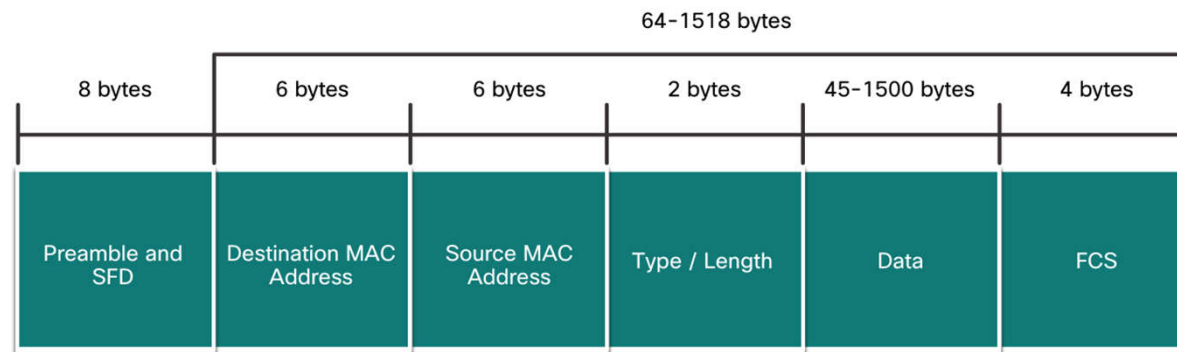 64-1518 bytes
8 bytes
6 bytes
6 bytes
2 bytes
45-1500 bytes
4 bytes
Preamble and
SFD
Destination MAC
Address
Source MAC
Address
Type / Length
Data
FCS